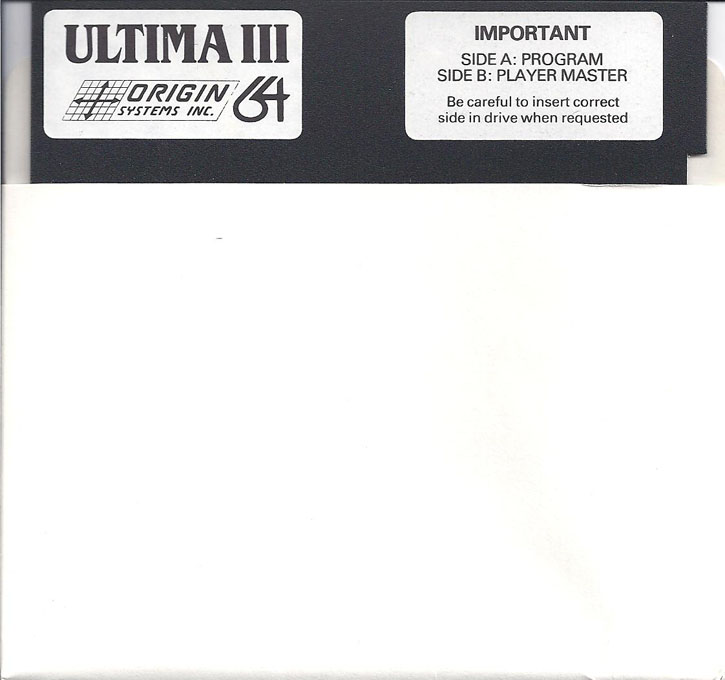 ULTIMA III
ORIGIN 64
SYSTEMS INC.
IMPORTANT
SIDE A: PROGRAM
SIDE B: PLAYER MASTER
Be careful to insert correct
side in drive when requested